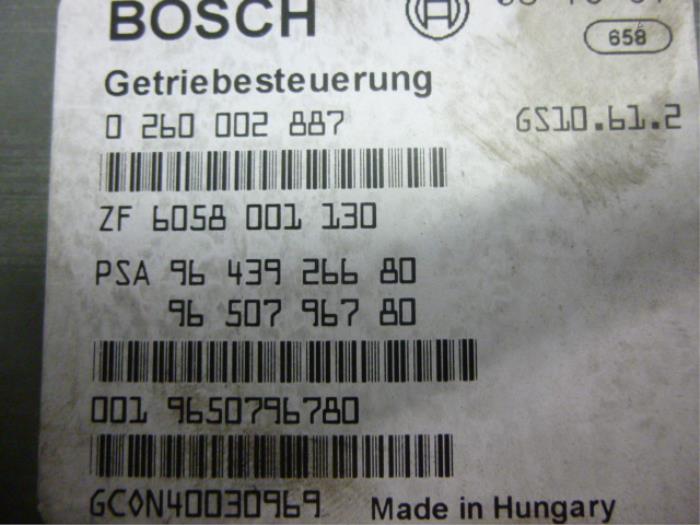 BOSCH
658
Getriebesteuerung
0 260 002 887 GS10.61.2
ZF 6058 001 130
PSA 96 439 266 80
96 507 967 80
001 9650796780
GC0N40030969 Made in Hungary